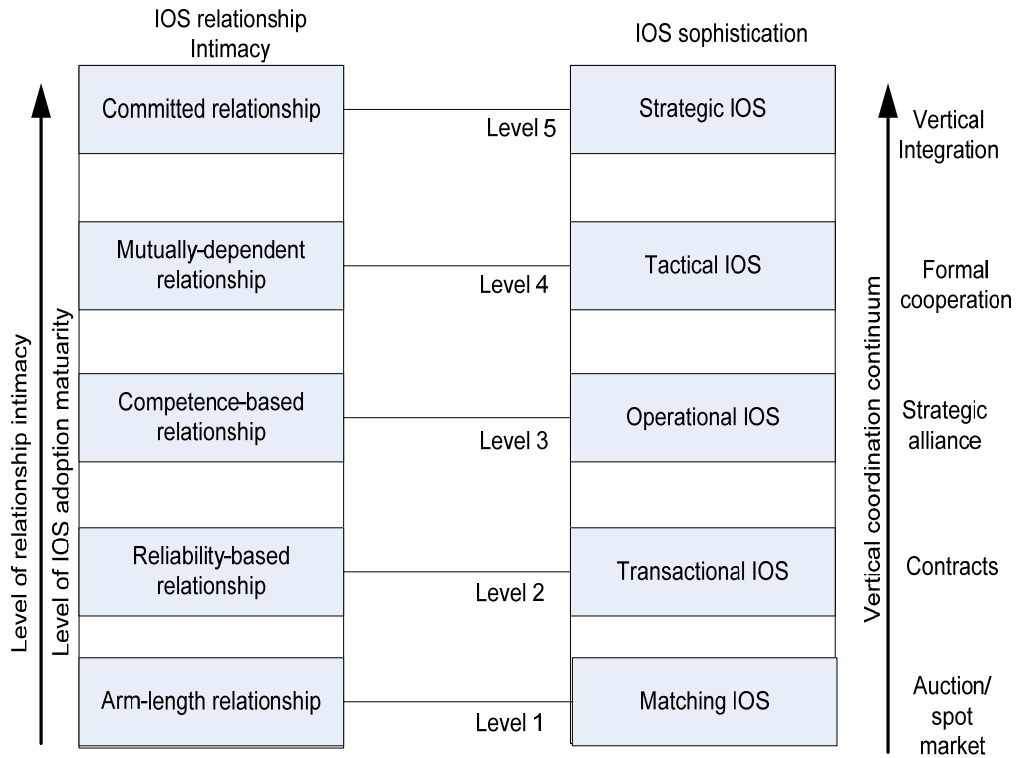 IOS relationship
Intimacy
IOS sophistication
Committed relationship
Level 5
Strategic IOS
Vertical
Integration
Mutually-dependent
relationship
Level 4
Tactical IOS
Formal
cooperation
Competence-based
relationship
Level 3
Operational IOS
Strategic
alliance
Reliability-based
relationship
Level 2
Transactional IOS
Contracts
Arm-length relationship
Level 1
Matching IOS
Auction/
spot
market
Level of relationship intimacy
Level of IOS adoption matuarity
Vertical coordination continuum